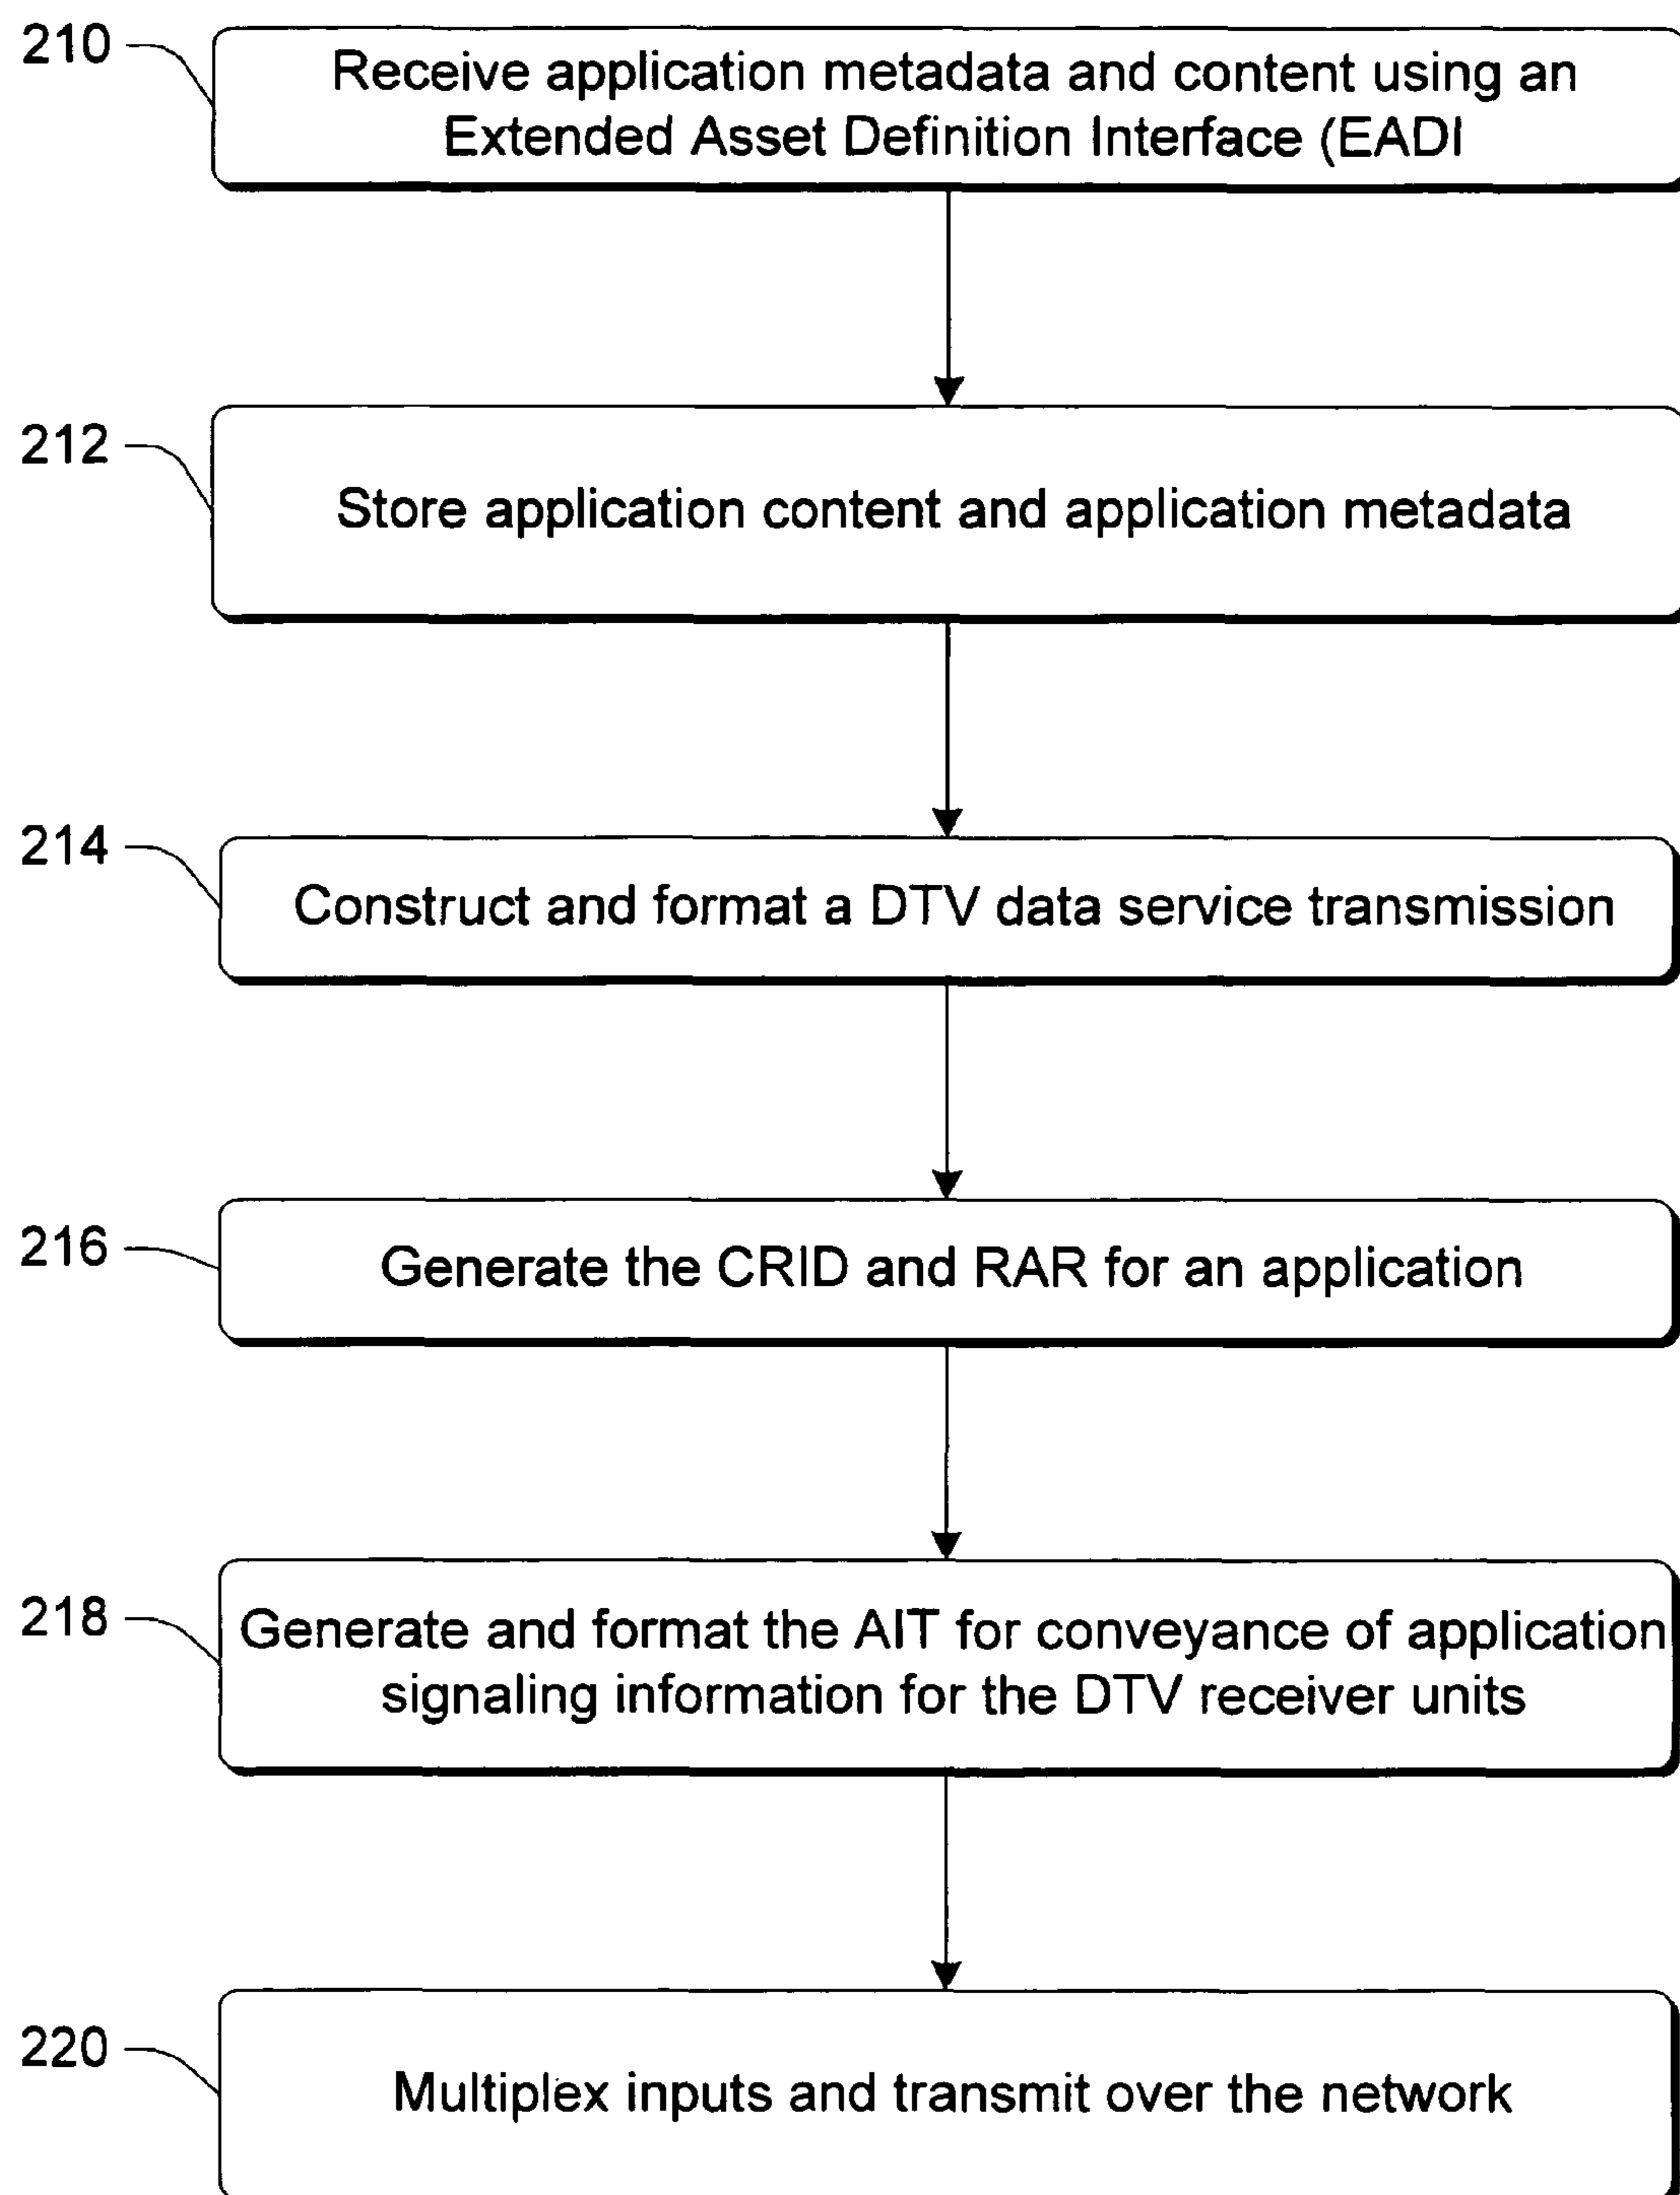 210
Receive application metadata and content using an
Extended Asset Definition Interface (EADI
212
Store application content and application metadata
214
Construct and format a DTV data service transmission
216
Generate the CRID and RAR for an application
218
Generate and format the AIT for conveyance of application
signaling information for the DTV receiver units
220
Multiplex inputs and transmit over the network